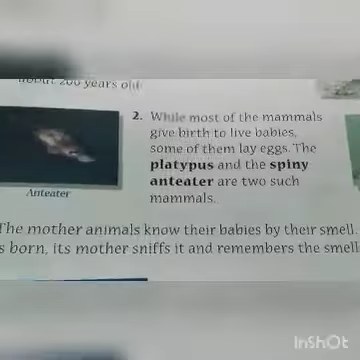 about 200 years old
2. While most of the mammals
give birth to live babies,
some of them lay eggs. The
platypus and the spiny
anteater are two such
mammals.
Anteater
The mother animals know their babies by their smell.
s born, its mother sniffs it and remembers the smell
InShOt